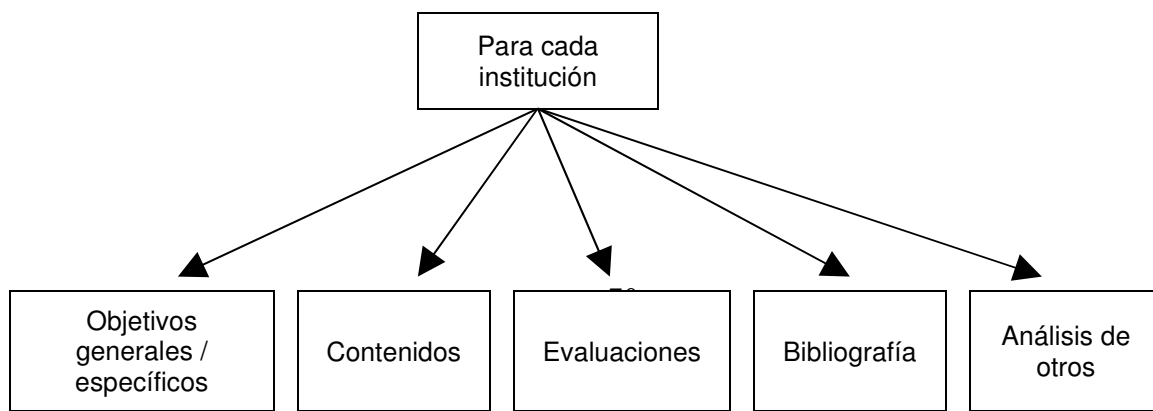 Para cada
institución
Objetivos
generales /
específicos
Contenidos
Evaluaciones
Bibliografía
Análisis de
otros